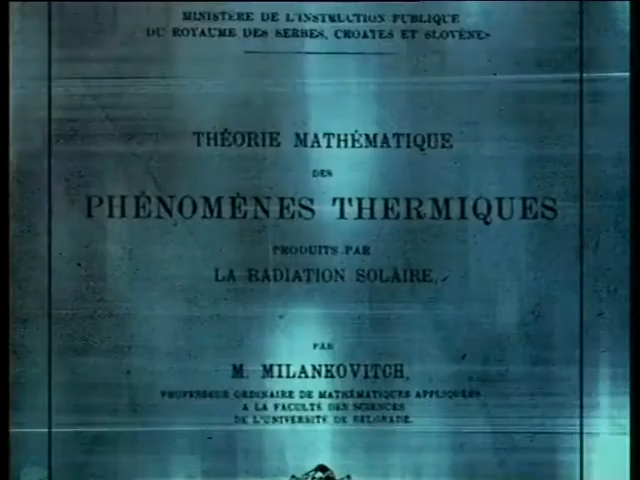 MINISTÈRE DE L'INSTRUCTION PUBLIQUE
DU ROYAUME DES SERBES, CROATES ET SLOVÈNES
THÉORIE MATHÉMATIQUE
DES
PHÉNOMÈNES THERMIQUES
PRODUITS PAR
LA RADIATION SOLAIRE,
PAR
M. MILANKOVITCH,
PROFESSEUR ORDINAIRE DE MATHÉMATIQUES APPLIQUÉES
A LA FACULTÉ DES SCIENCES
DE L'UNIVERSITÉ DE BELGRADE.